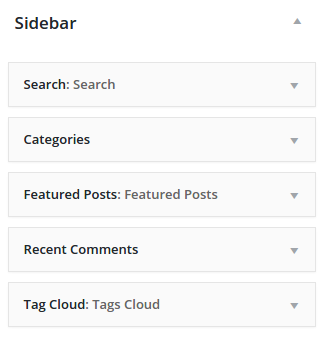 Sidebar
Search: Search
Categories
Featured Posts: Featured Posts
Recent Comments
Tag Cloud: Tags Cloud